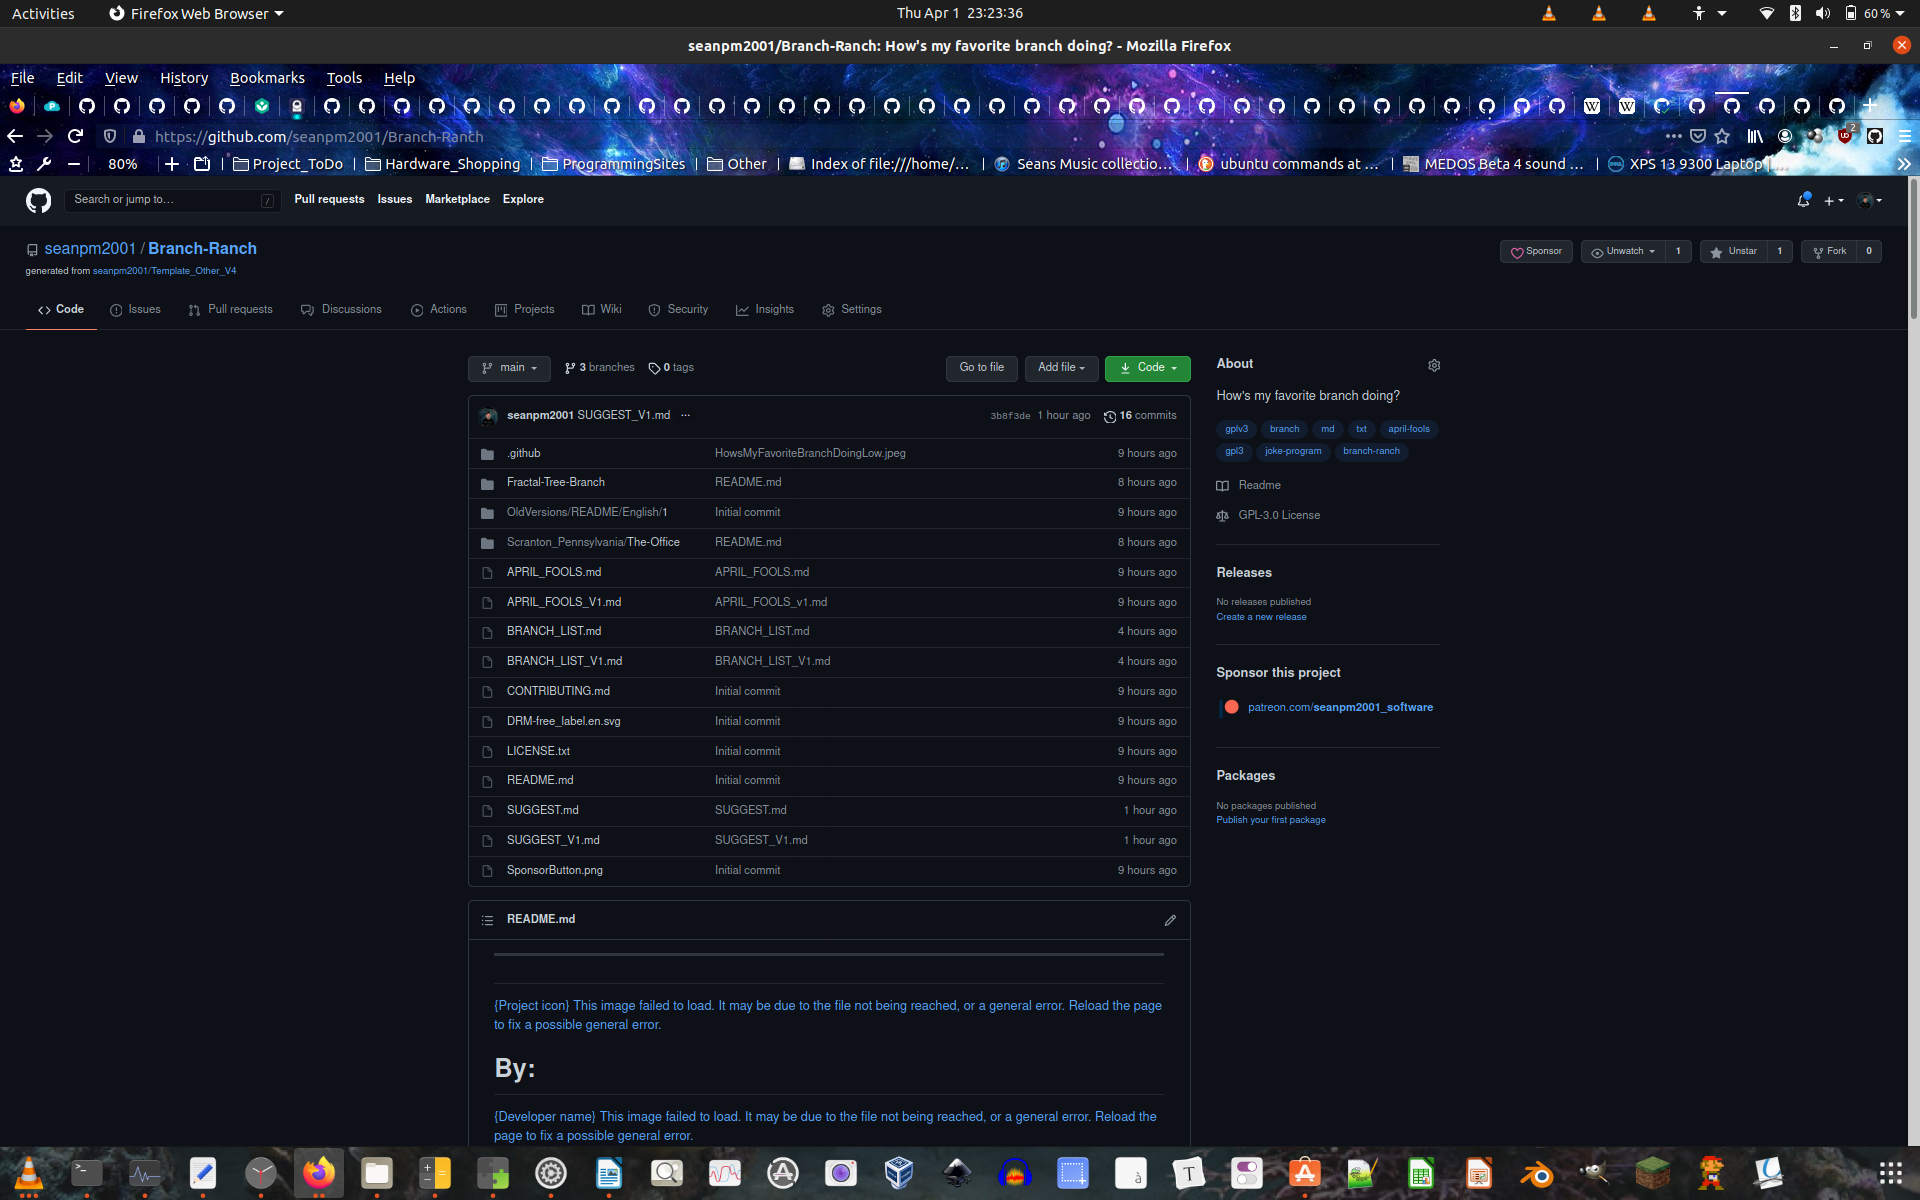 Activities Firefox Web Browser Thu Apr 1 23:23:36 60 %
seanpm2001/Branch-Ranch: How's my favorite branch doing? - Mozilla Firefox
File Edit View History Bookmarks Tools Help
https://github.com/seanpm2001/Branch-Ranch 2
80% Project_ToDo Hardware_Shopping ProgrammingSites Other Index of file:///home/... Seans Music collectio... ubuntu commands at ... MEDOS Beta 4 sound ... XPS 13 9300 Laptop
Search or jump to... / Pull requests Issues Marketplace Explore
seanpm2001 / Branch-Ranch Sponsor Unwatch 1 Unstar 1 Fork 0
generated from seanpm2001/Template_Other_V4
Code Issues Pull requests Discussions Actions Projects Wiki Security Insights Settings
main 3 branches 0 tags Go to file Add file Code
seanpm2001 SUGGEST_V1.md ... 3b8f3de 1 hour ago 16 commits
.github HowsMyFavoriteBranchDoingLow.jpeg 9 hours ago
Fractal-Tree-Branch README.md 8 hours ago
OldVersions/README/English/1 Initial commit 9 hours ago
Scranton_Pennsylvania/The-Office README.md 8 hours ago
APRIL_FOOLS.md APRIL_FOOLS.md 9 hours ago
APRIL_FOOLS_V1.md APRIL_FOOLS_v1.md 9 hours ago
BRANCH_LIST.md BRANCH_LIST.md 4 hours ago
BRANCH_LIST_V1.md BRANCH_LIST_V1.md 4 hours ago
CONTRIBUTING.md Initial commit 9 hours ago
DRM-free_label.en.svg Initial commit 9 hours ago
LICENSE.txt Initial commit 9 hours ago
README.md Initial commit 9 hours ago
SUGGEST.md SUGGEST.md 1 hour ago
SUGGEST_V1.md SUGGEST_V1.md 1 hour ago
SponsorButton.png Initial commit 9 hours ago
README.md
{Project icon} This image failed to load. It may be due to the file not being reached, or a general error. Reload the page
to fix a possible general error.
By:
{Developer name} This image failed to load. It may be due to the file not being reached, or a general error. Reload the
page to fix a possible general error.
About
How's my favorite branch doing?
gplv3 branch md txt april-fools
gpl3 joke-program branch-ranch
Readme
GPL-3.0 License
Releases
No releases published
Create a new release
Sponsor this project
patreon.com/seanpm2001_software
Packages
No packages published
Publish your first package